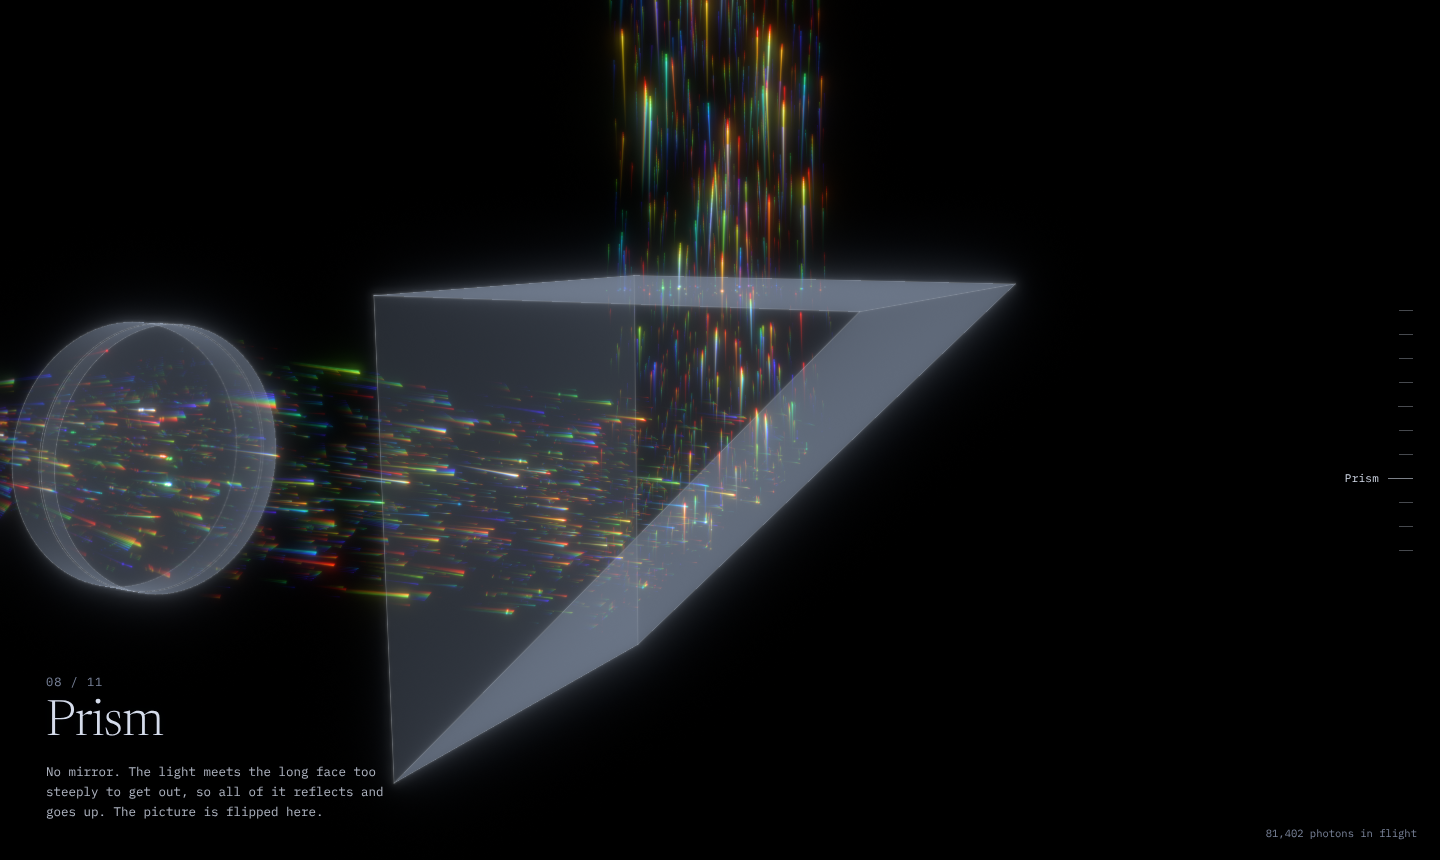 Prism
08 / 11
Prism
No mirror. The light meets the long face too
steeply to get out, so all of it reflects and
goes up. The picture is flipped here.
81,402 photons in flight